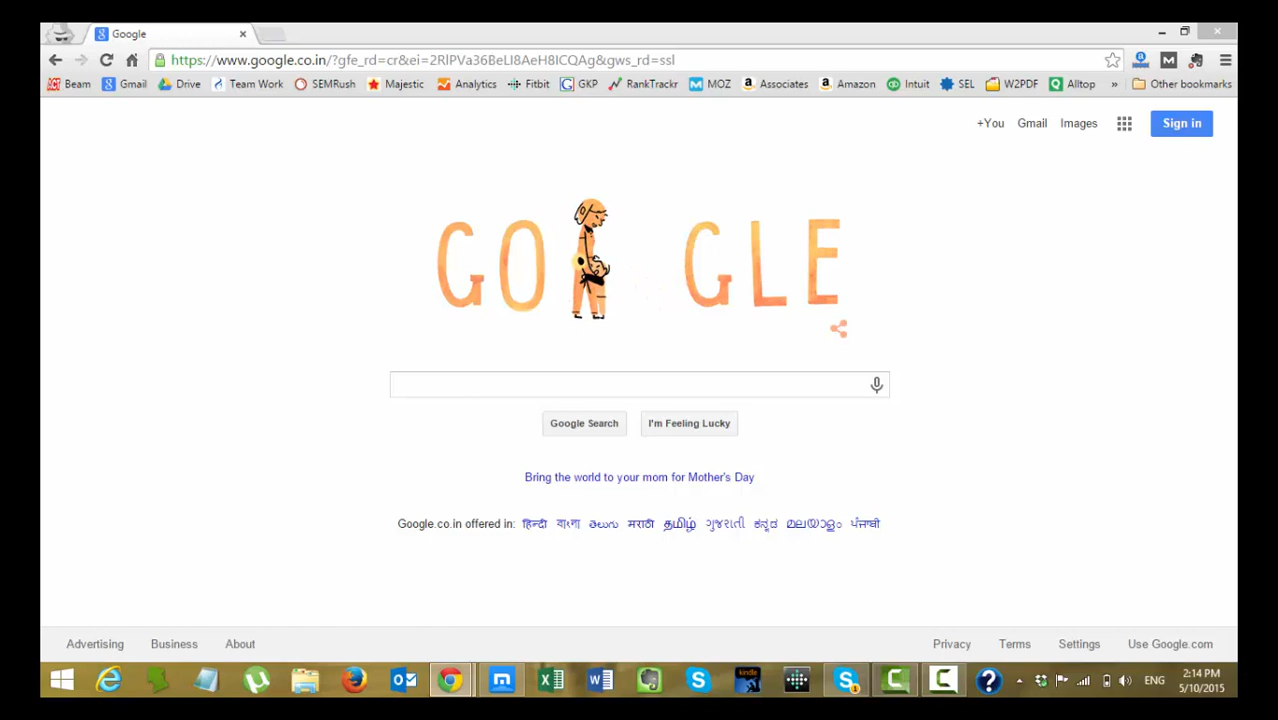 Google
https://www.google.co.in/?gfe_rd=cr&ei=2RlPVa36BeLI8AeH8ICQAg&gws_rd=ssl
Beam Gmail Drive Team Work SEMRush Majestic Analytics Fitbit GKP RankTrackr MOZ Associates Amazon Intuit SEL W2PDF Alltop » Other bookmarks
+You Gmail Images Sign in
GO GLE
Google Search I'm Feeling Lucky
Bring the world to your mom for Mother's Day
Google.co.in offered in: हिन्दी বাংলা తెలుగు मराठी தமிழ் ગુજરાતી ಕನ್ನಡ മലയാളം ਪੰਜਾਬੀ
Advertising Business About Privacy Terms Settings Use Google.com
kindle ENG 2:14 PM
5/10/2015